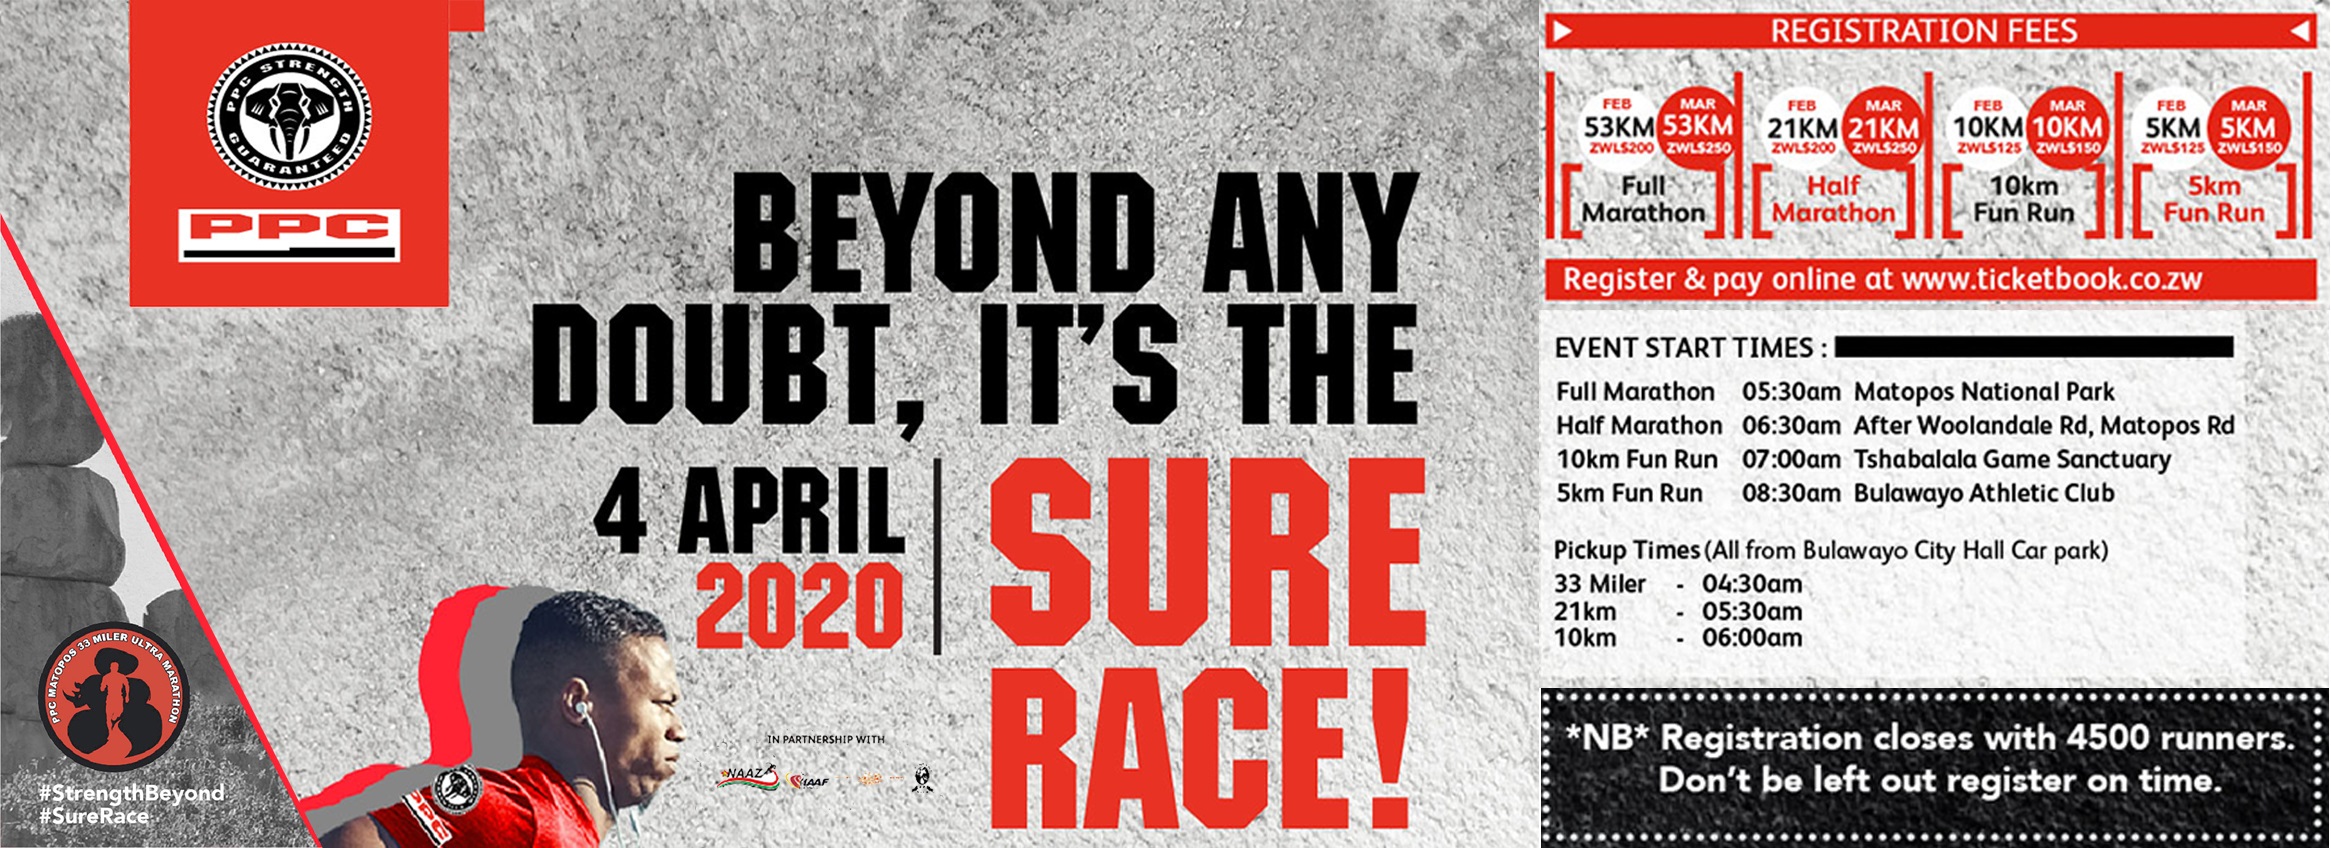 PPC STRENGTH
GUARANTEED
PPC
BEYOND ANY
DOUBT, IT'S THE
4 APRIL
2020
SURE
RACE!
PPC MATOPOS 33 MILER ULTRA MARATHON
#StrengthBeyond
#SureRace
PPC
IN PARTNERSHIP WITH
NAAZ
IAAF
REGISTRATION FEES
FEB
53KM
ZWL$200
MAR
53KM
ZWL$250
Full
Marathon
FEB
21KM
ZWL$200
MAR
21KM
ZWL$250
Half
Marathon
FEB
10KM
ZWL$125
MAR
10KM
ZWL$150
10km
Fun Run
FEB
5KM
ZWL$125
MAR
5KM
ZWL$150
5km
Fun Run
Register & pay online at www.ticketbook.co.zw
EVENT START TIMES :
Full Marathon 05:30am Matopos National Park
Half Marathon 06:30am After Woolandale Rd, Matopos Rd
10km Fun Run 07:00am Tshabalala Game Sanctuary
5km Fun Run 08:30am Bulawayo Athletic Club
Pickup Times (All from Bulawayo City Hall Car park)
33 Miler - 04:30am
21km - 05:30am
10km - 06:00am
*NB* Registration closes with 4500 runners.
Don't be left out register on time.